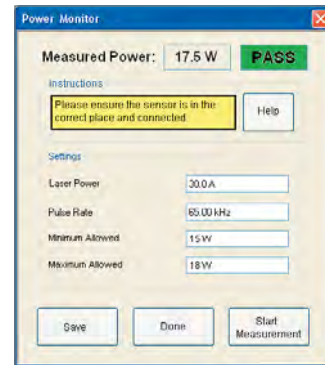 Power Monitor
Measured Power: 17.5 W PASS
Instructions
Please ensure the sensor is in the
correct place and connected
Help
Settings
Laser Power 30.0 A
Pulse Rate 65.00 kHz
Minimum Allowed 15 W
Maximum Allowed 18 W
Save Done Start
Measurement